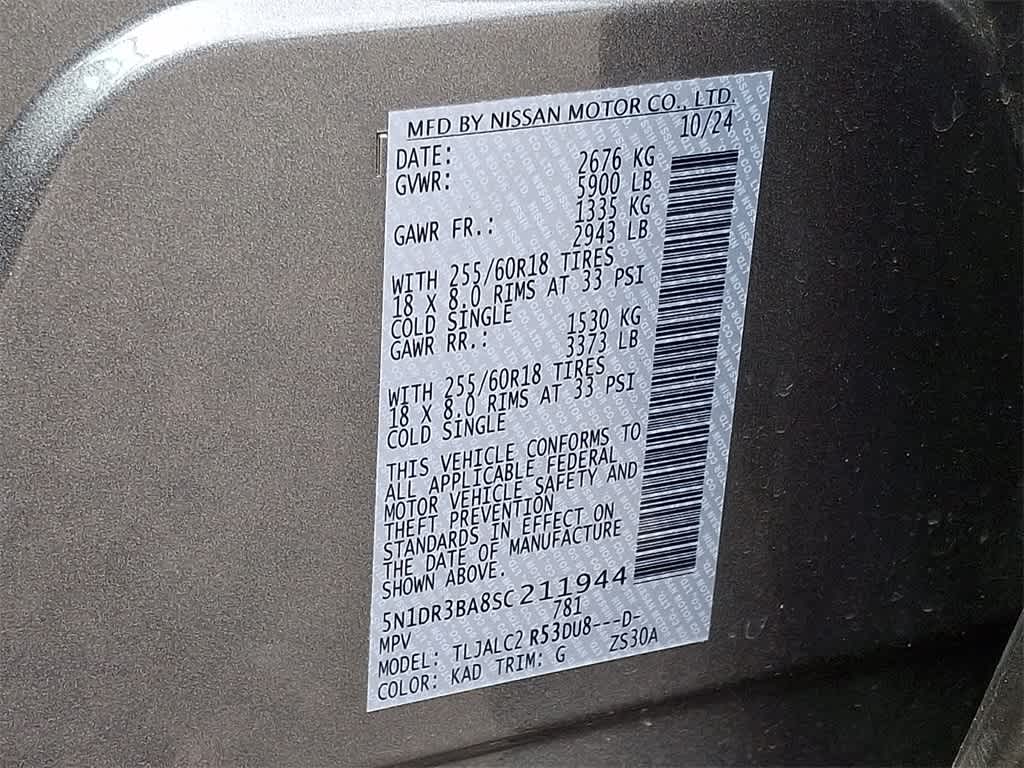 MFD BY NISSAN MOTOR CO., LTD.
DATE: 10/24
GVWR: 2676 KG
5900 LB
GAWR FR.: 1335 KG
2943 LB
WITH 255/60R18 TIRES
18 X 8.0 RIMS AT 33 PSI
COLD SINGLE
GAWR RR.: 1530 KG
3373 LB
WITH 255/60R18 TIRES
18 X 8.0 RIMS AT 33 PSI
COLD SINGLE
THIS VEHICLE CONFORMS TO
ALL APPLICABLE FEDERAL
MOTOR VEHICLE SAFETY AND
THEFT PREVENTION
STANDARDS IN EFFECT ON
THE DATE OF MANUFACTURE
SHOWN ABOVE.
5N1DR3BA8SC 211944
MPV 781
MODEL: TLJALC2 R53DU8---D-
COLOR: KAD TRIM: G ZS30A